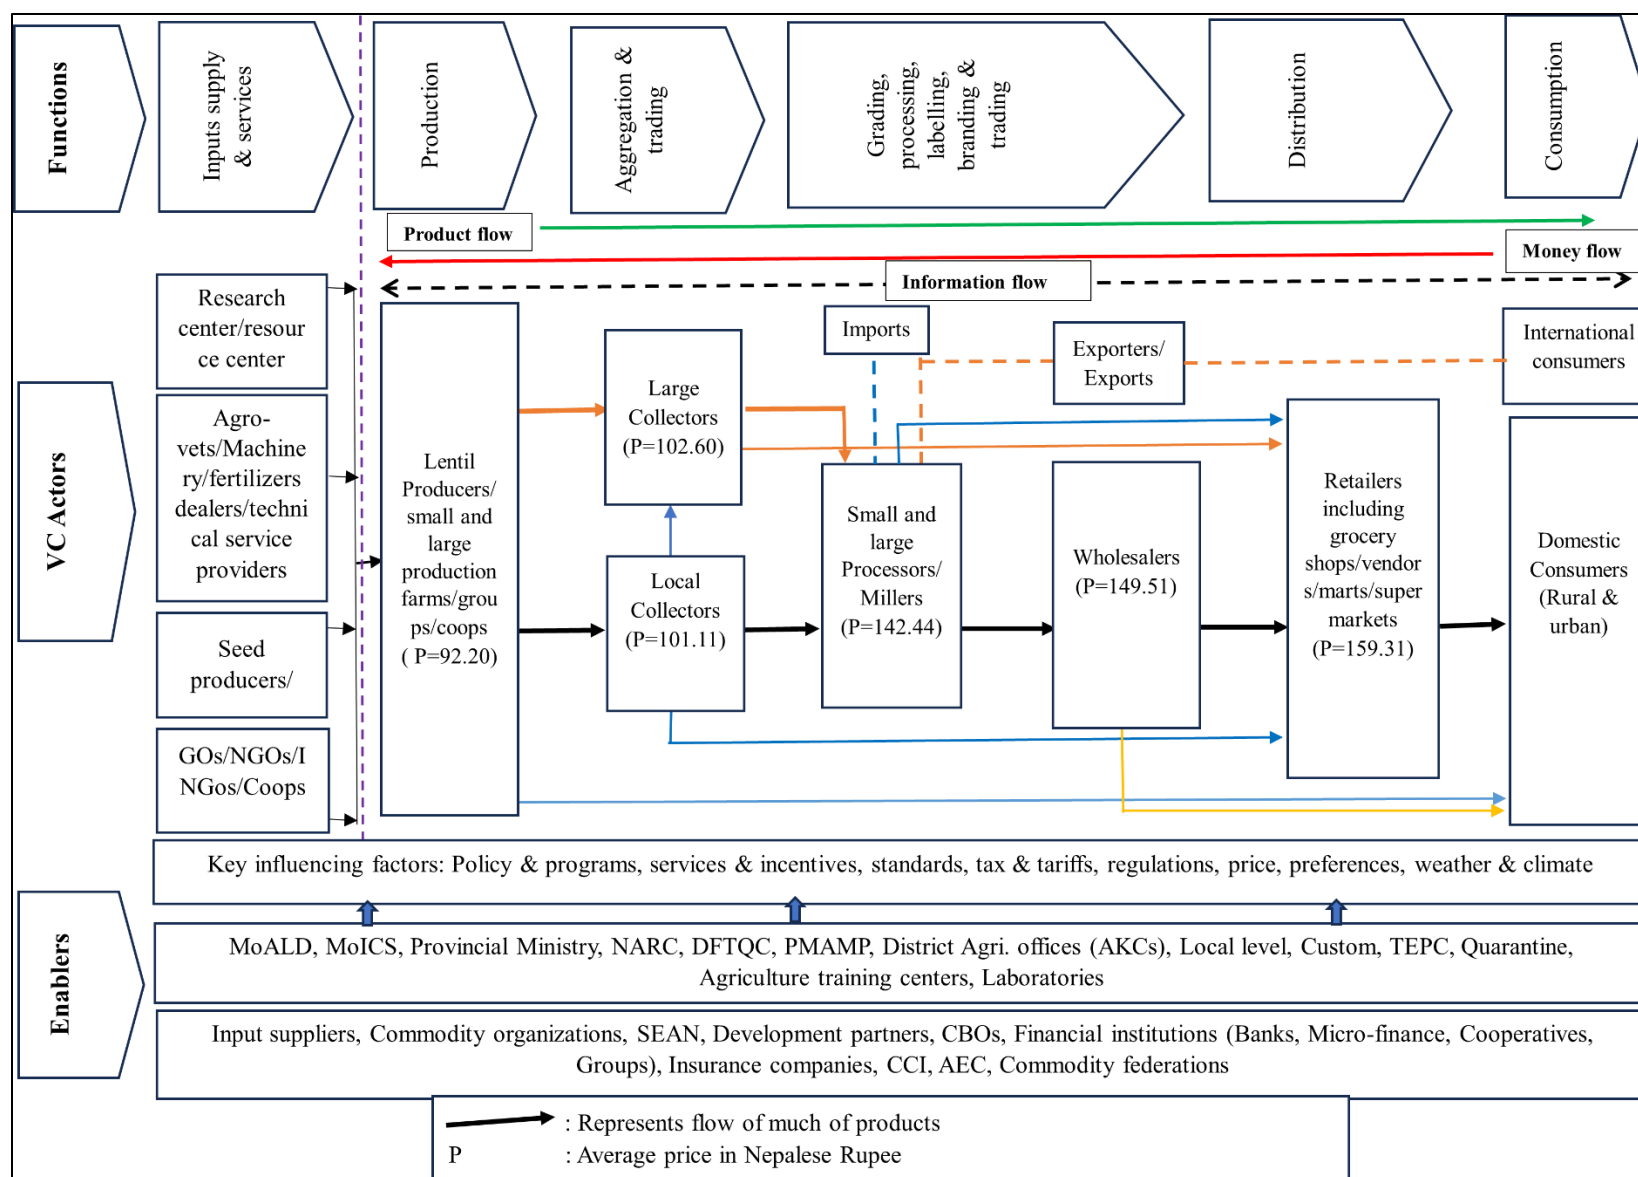 Functions
Inputs supply
& services
Production
Aggregation &
trading
Grading,
processing,
labelling,
branding &
trading
Distribution
Consumption
Product flow
Money flow
Information flow
VC Actors
Research
center/resour
ce center
Agro-
vets/Machine
ry/fertilizers
dealers/techni
cal service
providers
Seed
producers/
GOs/NGOs/I
NGos/Coops
Lentil
Producers/
small and
large
production
farms/grou
ps/coops
( P=92.20)
Large
Collectors
(P=102.60)
Local
Collectors
(P=101.11)
Imports
Small and
large
Processors/
Millers
(P=142.44)
Exporters/
Exports
Wholesalers
(P=149.51)
Retailers
including
grocery
shops/vendor
s/marts/super
markets
(P=159.31)
International
consumers
Domestic
Consumers
(Rural &
urban)
Enablers
Key influencing factors: Policy & programs, services & incentives, standards, tax & tariffs, regulations, price, preferences, weather & climate
MoALD, MoICS, Provincial Ministry, NARC, DFTQC, PMAMP, District Agri. offices (AKCs), Local level, Custom, TEPC, Quarantine,
Agriculture training centers, Laboratories
Input suppliers, Commodity organizations, SEAN, Development partners, CBOs, Financial institutions (Banks, Micro-finance, Cooperatives,
Groups), Insurance companies, CCI, AEC, Commodity federations
: Represents flow of much of products
P : Average price in Nepalese Rupee